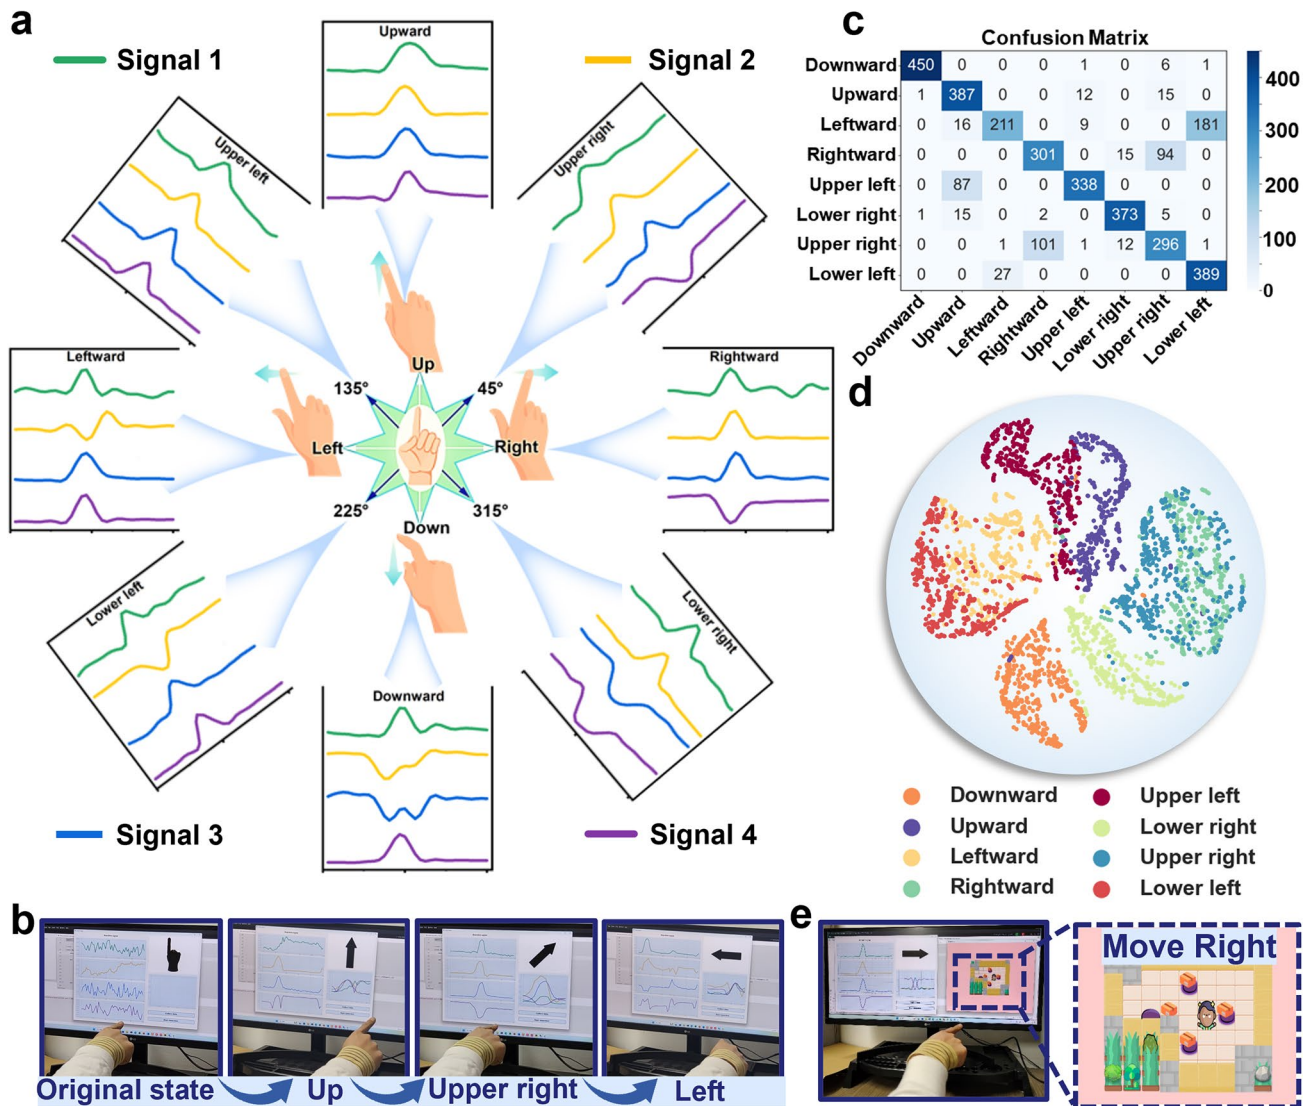 a
Signal 1
Upward
Signal 2
Upper left
Upper right
Leftward
Rightward
Up
135°
45°
Left
Right
225°
315°
Down
Lower left
Lower right
Downward
Signal 3
Signal 4
b
Original state
Up
Upper right
Left
c
Confusion Matrix
Downward 450 0 0 0 1 0 6 1
Upward 1 387 0 0 12 0 15 0
Leftward 0 16 211 0 9 0 0 181
Rightward 0 0 0 301 0 15 94 0
Upper left 0 87 0 0 338 0 0 0
Lower right 1 15 0 2 0 373 5 0
Upper right 0 0 1 101 1 12 296 1
Lower left 0 0 27 0 0 0 0 389
Downward
Upward
Leftward
Rightward
Upper left
Lower right
Upper right
Lower left
400
300
200
100
0
d
Downward
Upward
Leftward
Rightward
Upper left
Lower right
Upper right
Lower left
e
Move Right